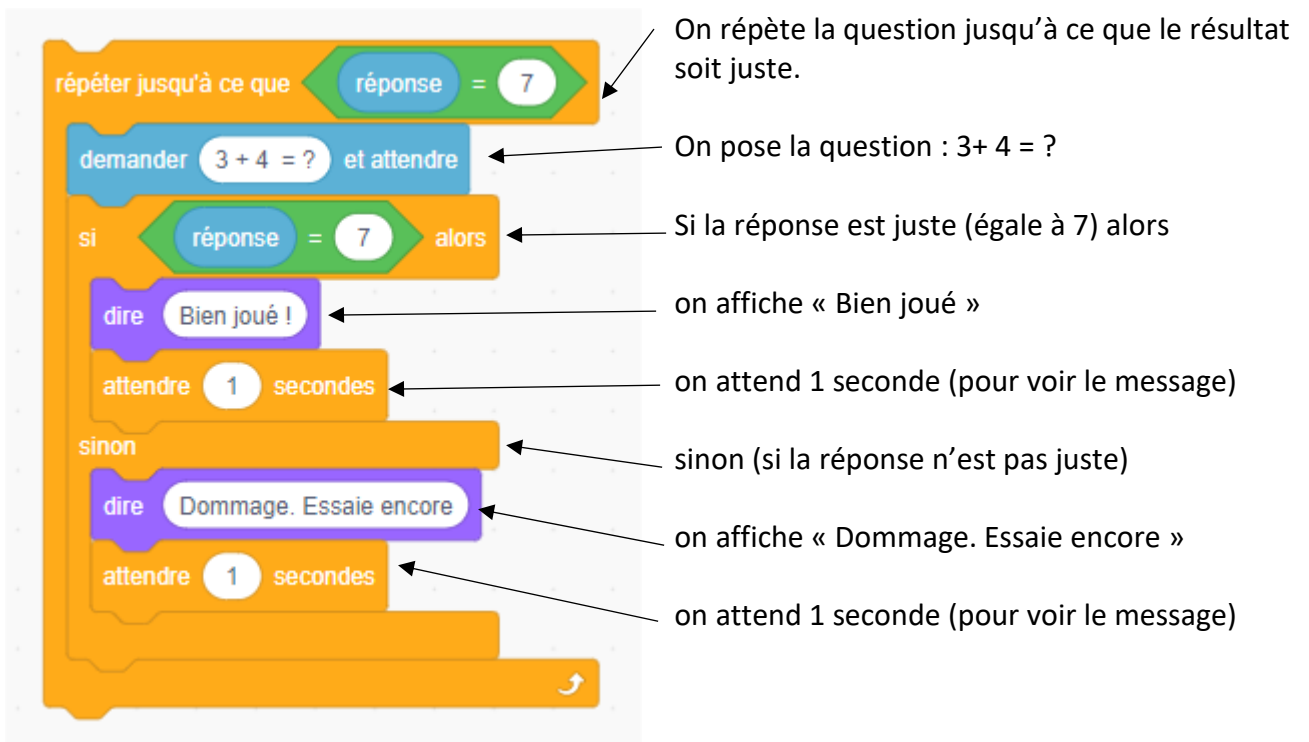 On répète la question jusqu’à ce que le résultat
soit juste.
répéter jusqu'à ce que réponse = 7
demander 3 + 4 = ? et attendre
On pose la question : 3+ 4 = ?
si réponse = 7 alors
Si la réponse est juste (égale à 7) alors
dire Bien joué !
on affiche « Bien joué »
attendre 1 secondes
on attend 1 seconde (pour voir le message)
sinon
sinon (si la réponse n’est pas juste)
dire Dommage. Essaie encore
on affiche « Dommage. Essaie encore »
attendre 1 secondes
on attend 1 seconde (pour voir le message)